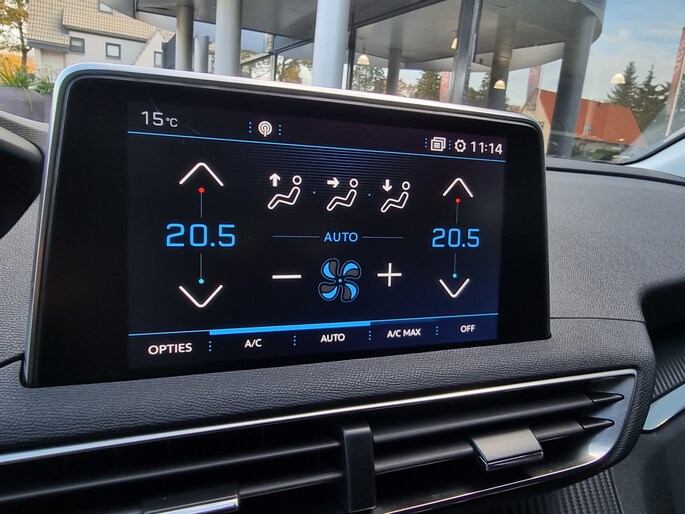 15°C 11:14
20.5 20.5
AUTO
OPTIES A/C AUTO A/C MAX OFF